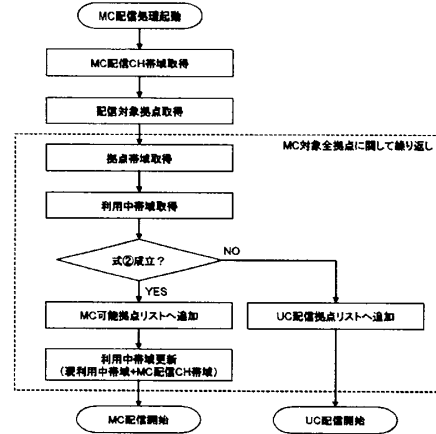 MC配信処理起動
MC配信CH帯域取得
配信対象拠点取得
MC対象全拠点に関して繰り返し
拠点帯域取得
利用中帯域取得
式②成立?
NO
YES
MC可能拠点リストへ追加
UC配信拠点リストへ追加
利用中帯域更新
(現利用中帯域+MC配信CH帯域)
MC配信開始
UC配信開始